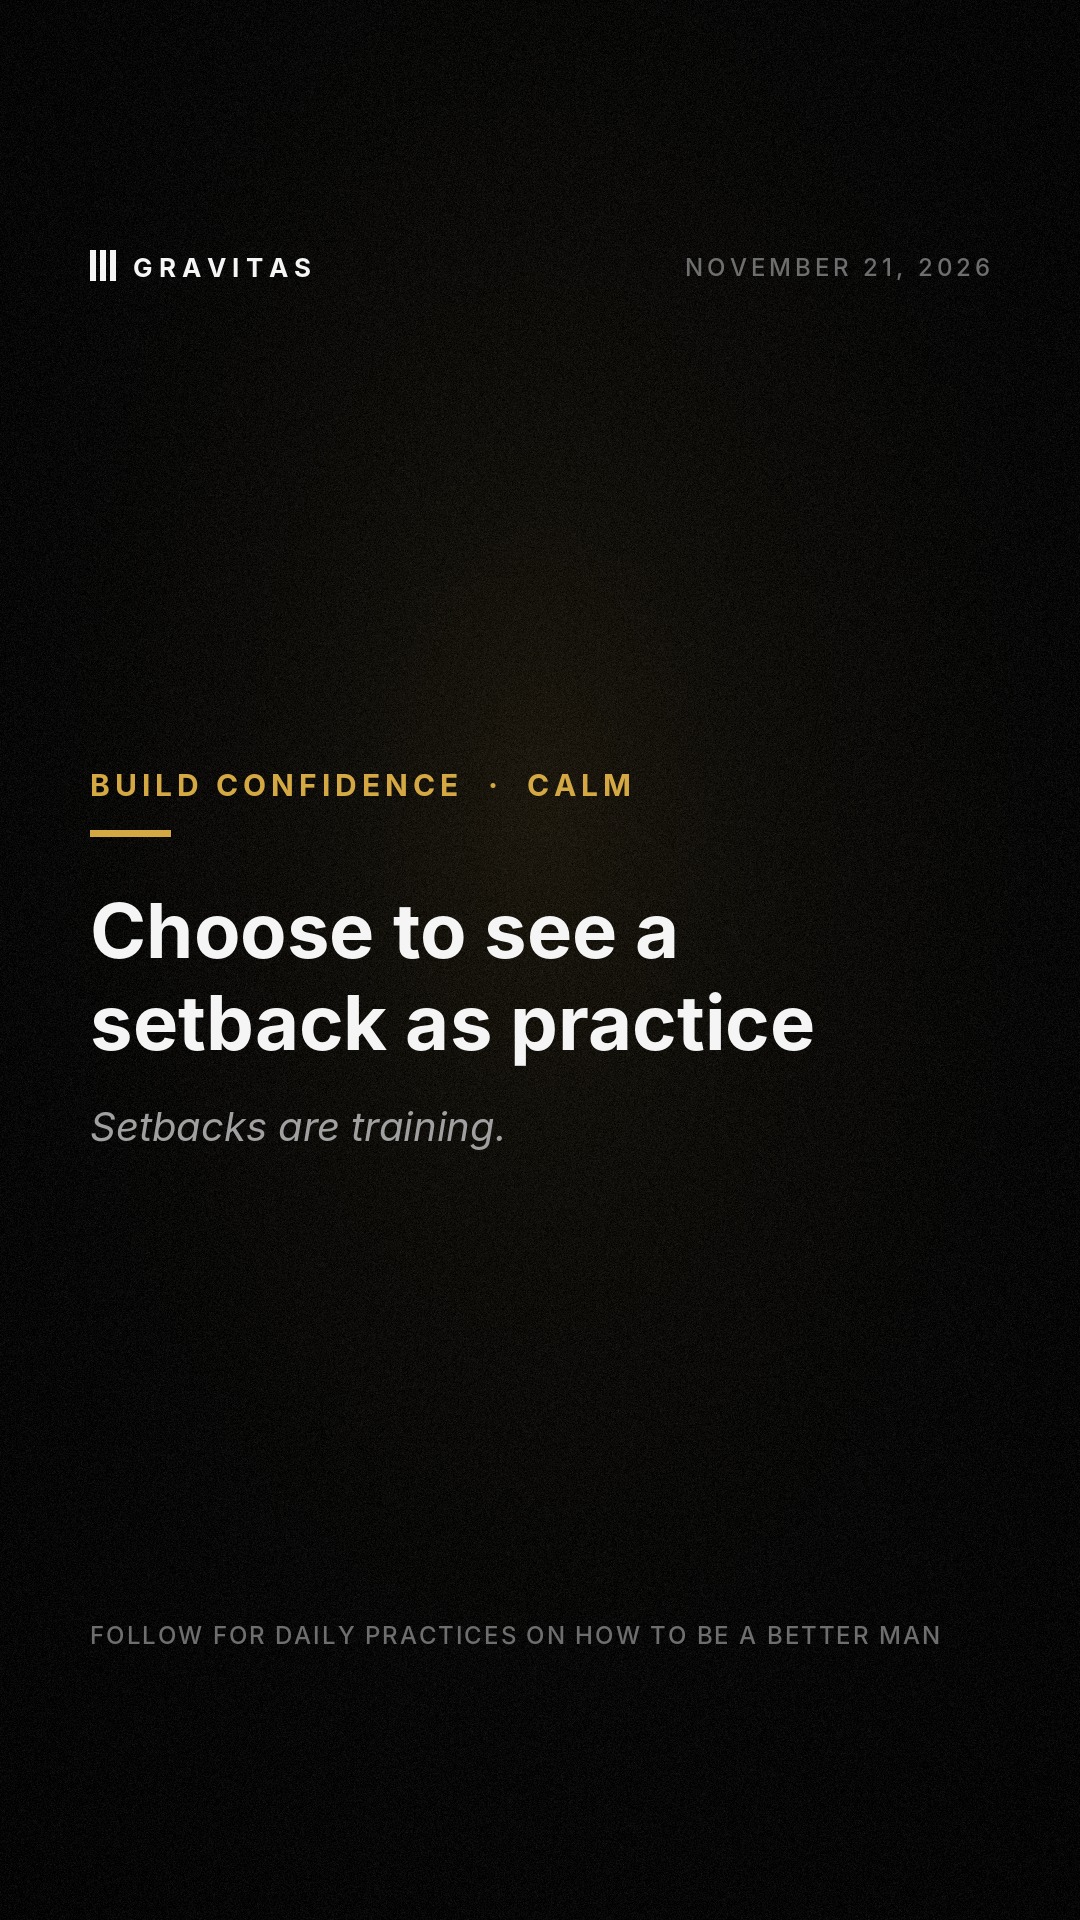 GRAVITAS
NOVEMBER 21, 2026
BUILD CONFIDENCE · CALM
Choose to see a
setback as practice
Setbacks are training.
FOLLOW FOR DAILY PRACTICES ON HOW TO BE A BETTER MAN